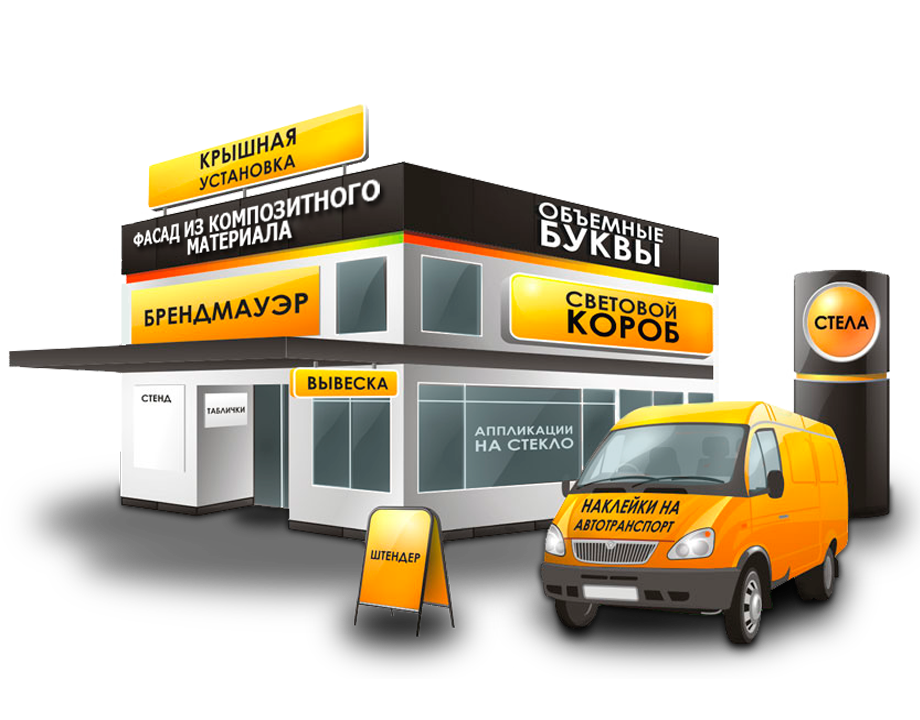 КРЫШНАЯ
УСТАНОВКА
ФАСАД ИЗ КОМПОЗИТНОГО
МАТЕРИАЛА
ОБЪЕМНЫЕ
БУКВЫ
БРЕНДМАУЭР
СВЕТОВОЙ
КОРОБ
СТЕЛА
ВЫВЕСКА
СТЕНД
ТАБЛИЧКИ
АППЛИКАЦИИ
НА СТЕКЛО
НАКЛЕЙКИ НА
АВТОТРАНСПОРТ
ШТЕНДЕР